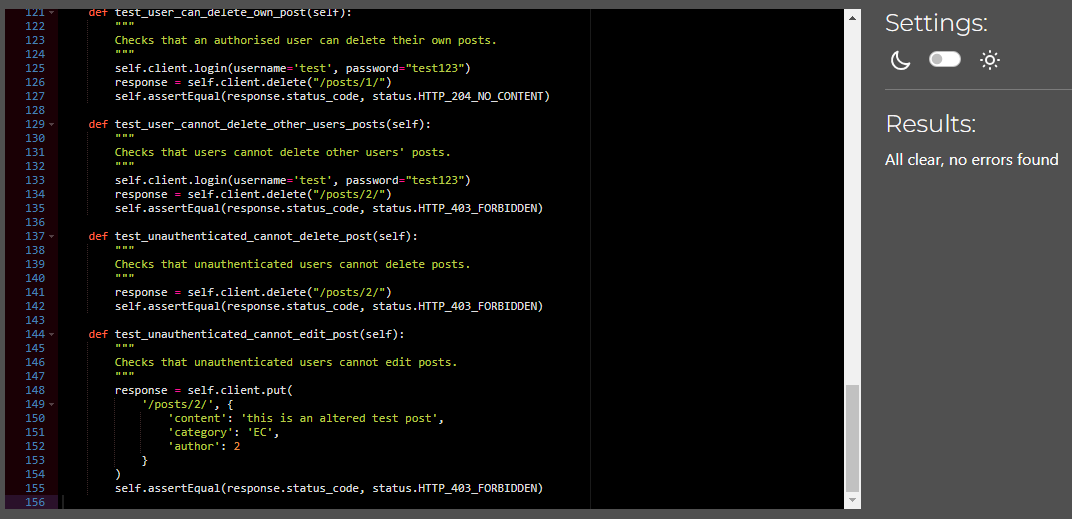 121 def test_user_can_delete_own_post(self):
122 """
123 Checks that an authorised user can delete their own posts.
124 """
125 self.client.login(username='test', password="test123")
126 response = self.client.delete("/posts/1/")
127 self.assertEqual(response.status_code, status.HTTP_204_NO_CONTENT)
128
129 def test_user_cannot_delete_other_users_posts(self):
130 """
131 Checks that users cannot delete other users' posts.
132 """
133 self.client.login(username='test', password="test123")
134 response = self.client.delete("/posts/2/")
135 self.assertEqual(response.status_code, status.HTTP_403_FORBIDDEN)
136
137 def test_unauthenticated_cannot_delete_post(self):
138 """
139 Checks that unauthenticated users cannot delete posts.
140 """
141 response = self.client.delete("/posts/2/")
142 self.assertEqual(response.status_code, status.HTTP_403_FORBIDDEN)
143
144 def test_unauthenticated_cannot_edit_post(self):
145 """
146 Checks that unauthenticated users cannot edit posts.
147 """
148 response = self.client.put(
149 '/posts/2/', {
150 'content': 'this is an altered test post',
151 'category': 'EC',
152 'author': 2
153 }
154 )
155 self.assertEqual(response.status_code, status.HTTP_403_FORBIDDEN)
156
Settings:
Results:
All clear, no errors found